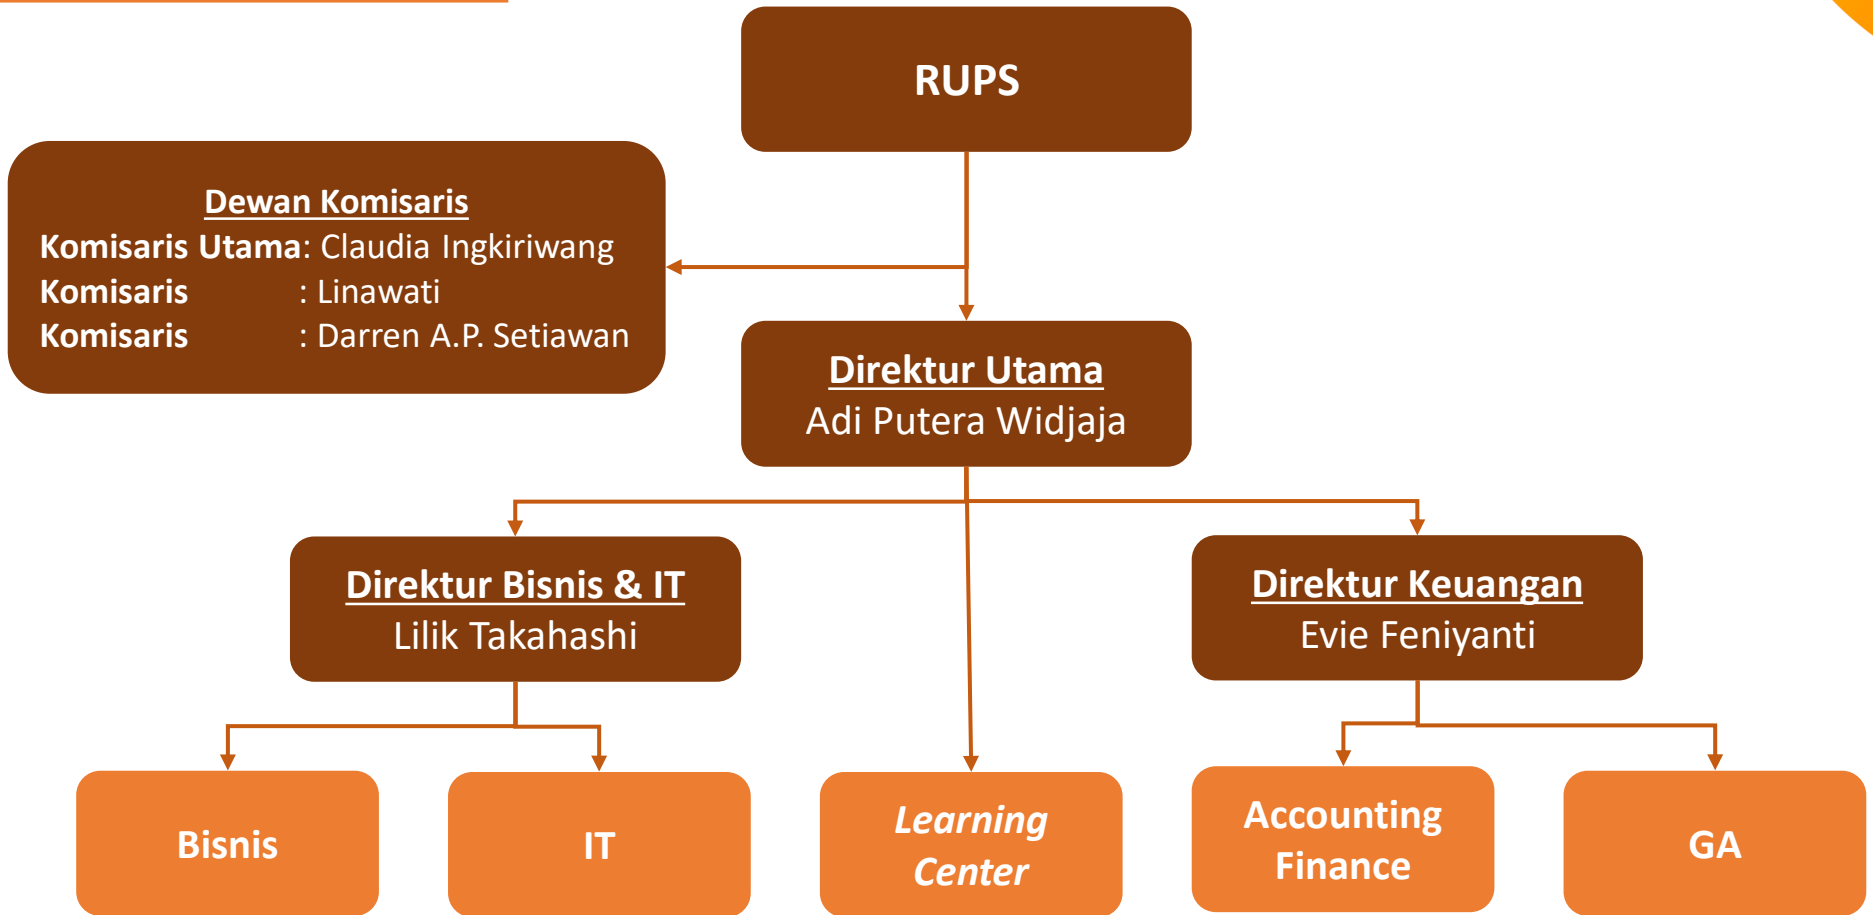 RUPS
Dewan Komisaris
Komisaris Utama: Claudia Ingkiriwang
Komisaris : Linawati
Komisaris : Darren A.P. Setiawan
Direktur Utama
Adi Putera Widjaja
Direktur Bisnis & IT
Lilik Takahashi
Direktur Keuangan
Evie Feniyanti
Bisnis
IT
Learning
Center
Accounting
Finance
GA